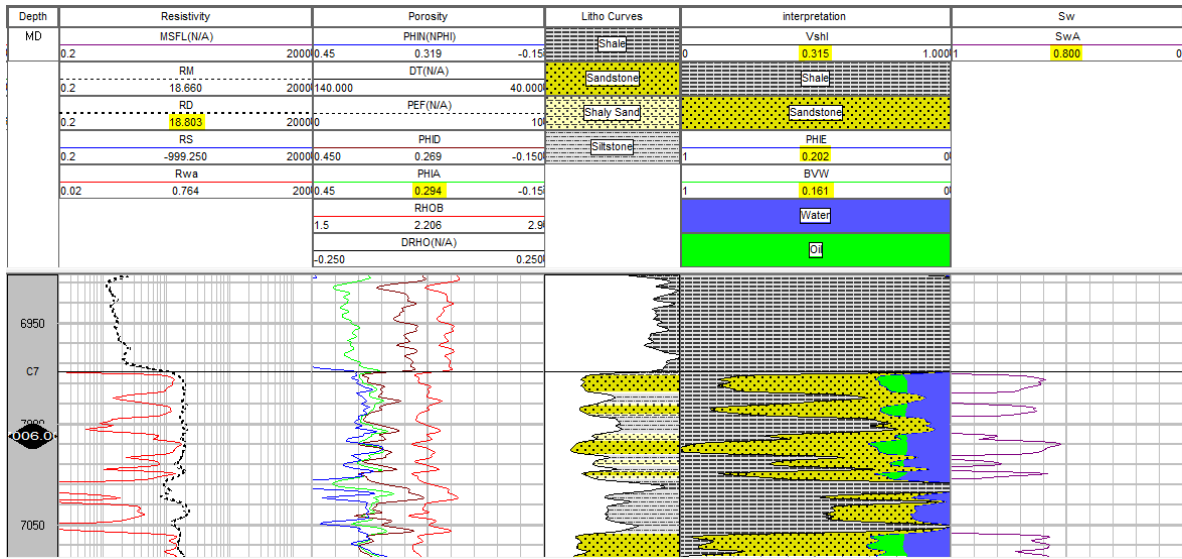 Depth Resistivity Porosity Litho Curves interpretation Sw
MD MSFL(N/A) PHIN(NPHI) Shale Vshl SwA
0.2 2000 0.45 0.319 -0.15 0 0.315 1.000 1 0.800 0
RM DT(N/A) Sandstone Shale
0.2 18.660 2000 140.000 40.000
RD PEF(N/A) Shaly Sand Sandstone
0.2 18.803 2000 0 10
RS PHID Siltstone PHIE
0.2 -999.250 2000 0.450 0.269 -0.150 1 0.202 0
Rwa PHIA BVW
0.02 0.764 200 0.45 0.294 -0.15 1 0.161 0
RHOB Water
1.5 2.206 2.9
DRHO(N/A) Oil
-0.250 0.250
6950
C7
006.0
7050